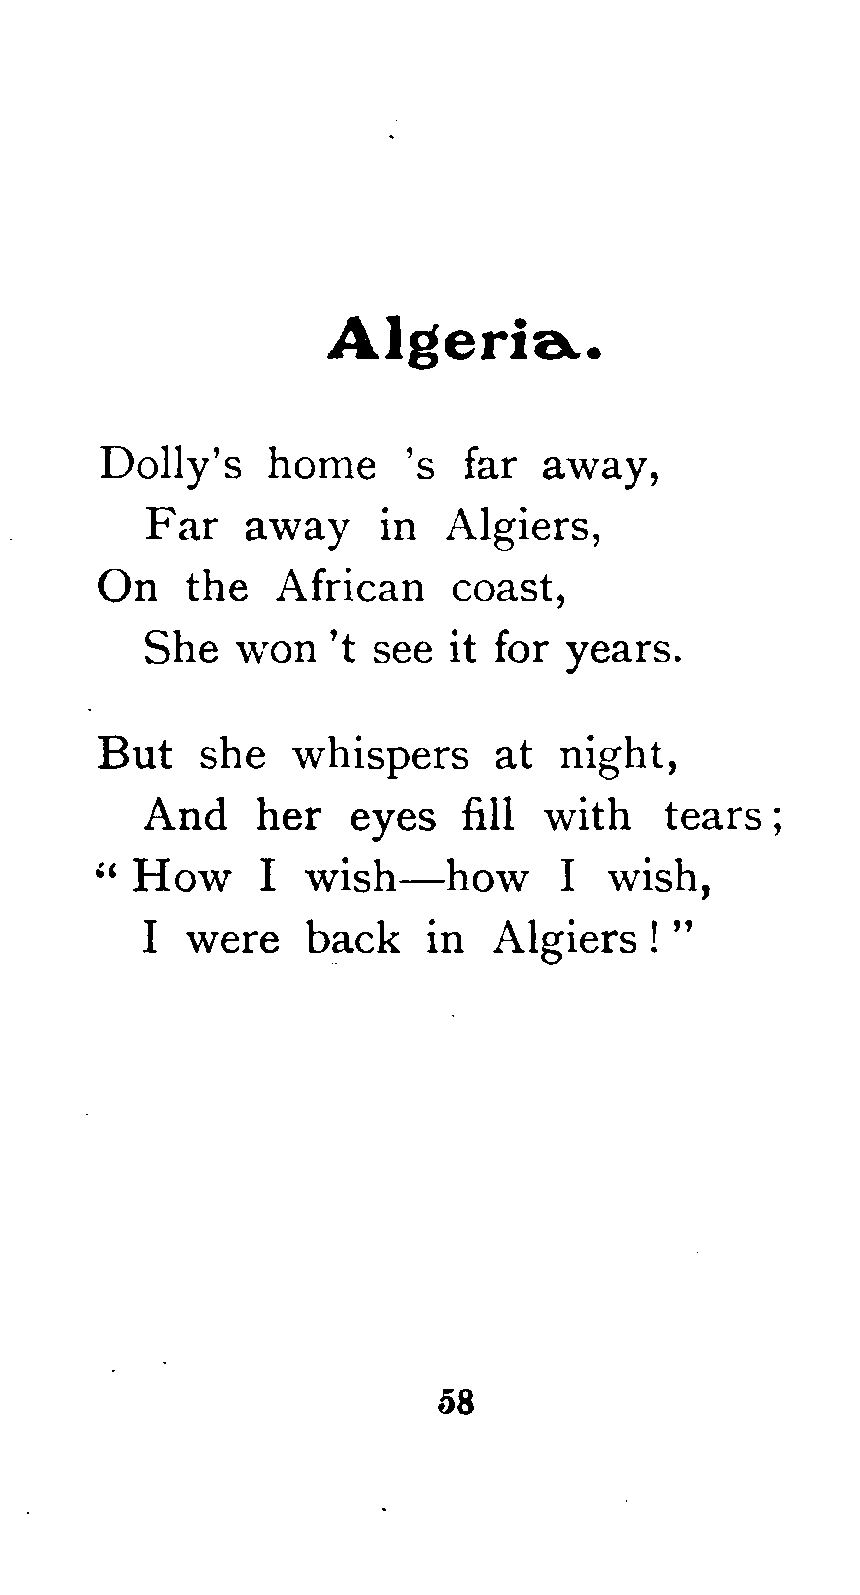 Algeria.
Dolly's home 's far away,
Far away in Algiers,
On the African coast,
She won 't see it for years.
But she whispers at night,
And her eyes fill with tears;
“ How I wish—how I wish,
I were back in Algiers ! ”
58